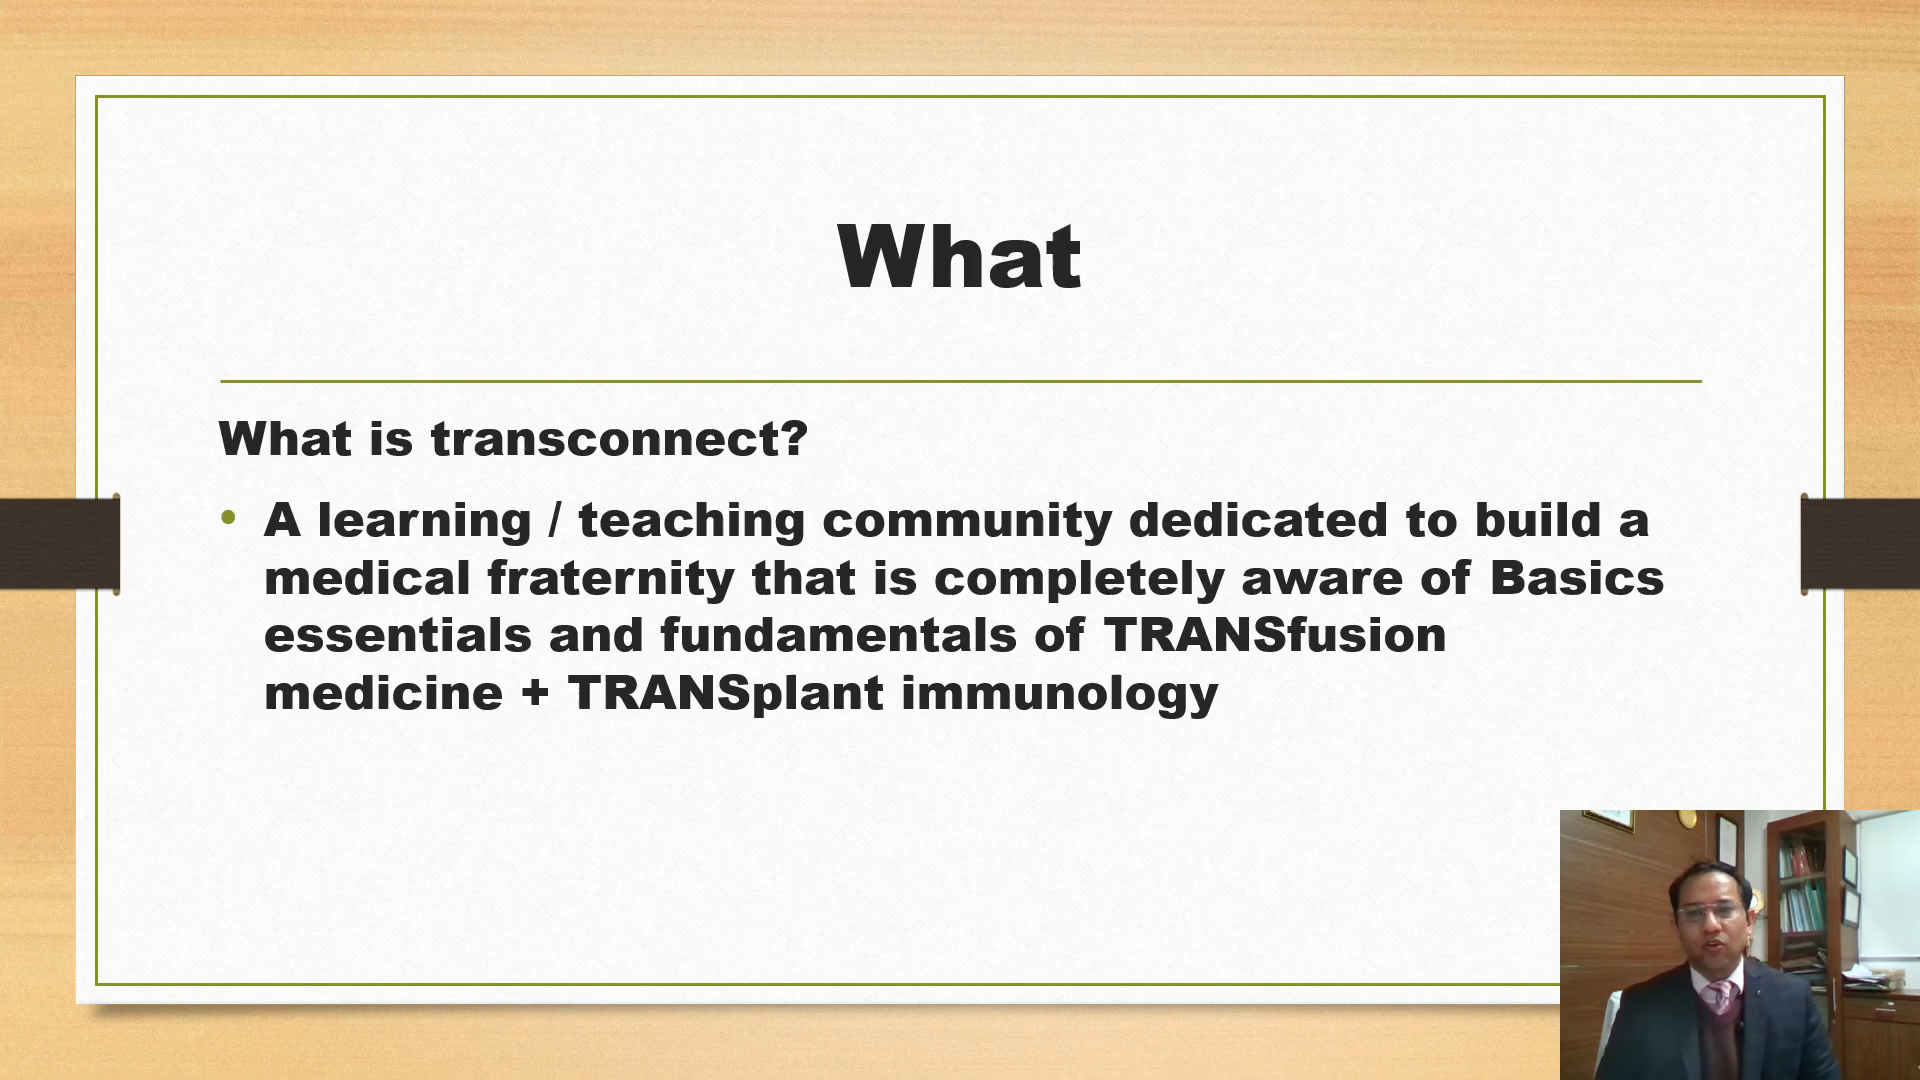 What
What is transconnect?
• A learning / teaching community dedicated to build a
medical fraternity that is completely aware of Basics
essentials and fundamentals of TRANSfusion
medicine + TRANSplant immunology